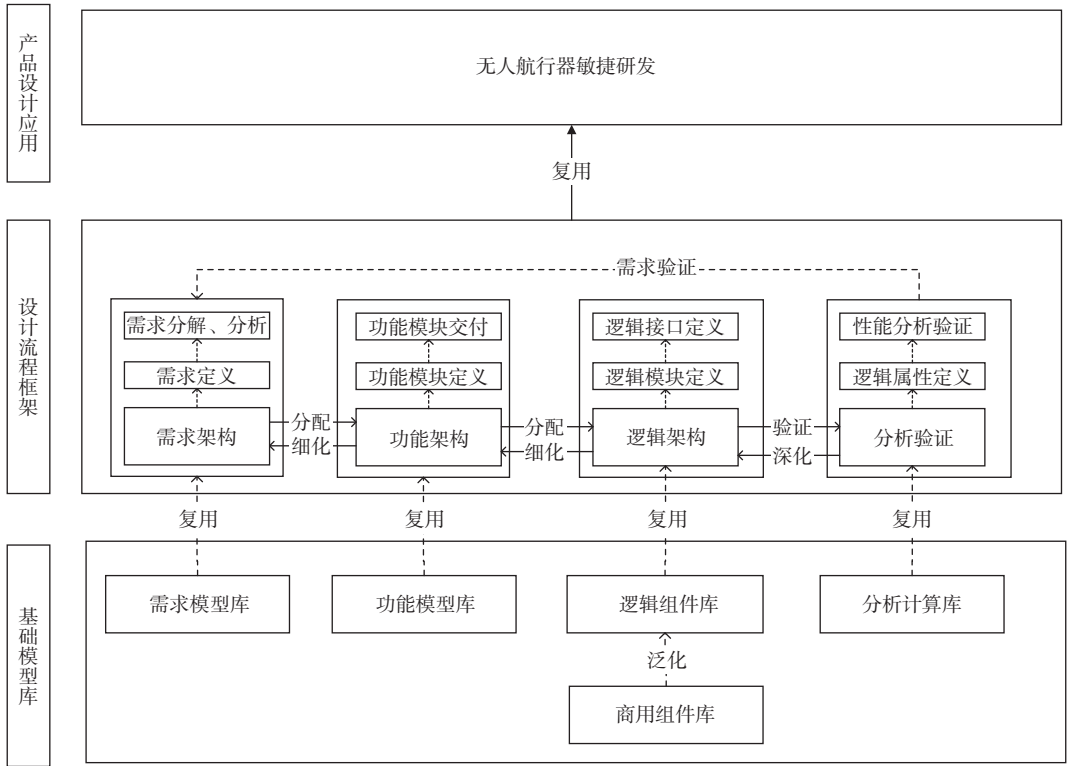 产品设计应用
无人航行器敏捷研发
复用
设计流程框架
需求验证
需求分解、分析
功能模块交付
逻辑接口定义
性能分析验证
需求定义
功能模块定义
逻辑模块定义
逻辑属性定义
需求架构
分配
细化
功能架构
分配
细化
逻辑架构
验证
深化
分析验证
复用
复用
复用
复用
基础模型库
需求模型库
功能模型库
逻辑组件库
分析计算库
泛化
商用组件库